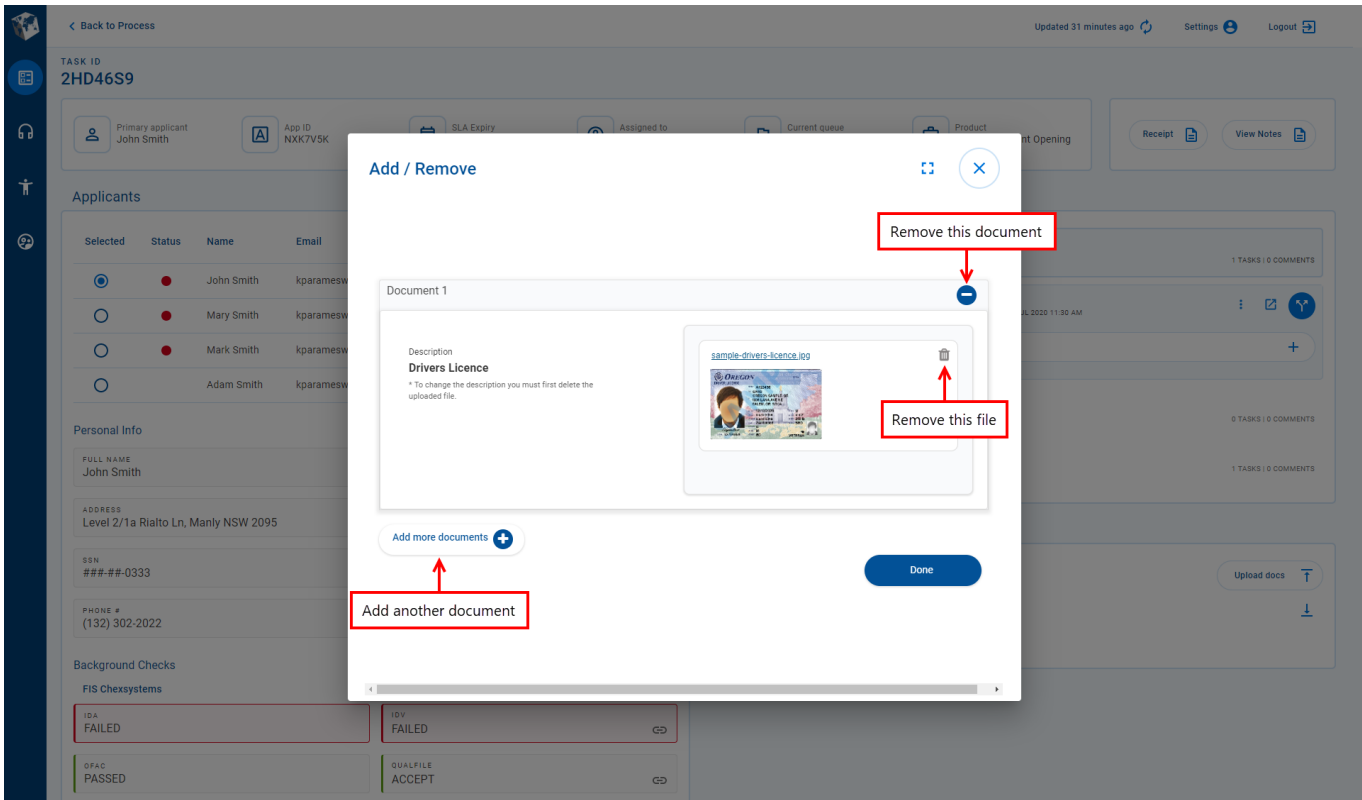 Back to Process
Updated 31 minutes ago
Settings
Logout
TASK ID
2HD46S9
Primary applicant
John Smith
App ID
NXK7V5K
SLA Expiry
Assigned to
Current queue
Product
nt Opening
Receipt
View Notes
Applicants
Selected Status Name Email
John Smith kparamesw
Mary Smith kparamesw
Mark Smith kparamesw
Adam Smith kparamesw
Personal Info
FULL NAME
John Smith
ADDRESS
Level 2/1a Rialto Ln, Manly NSW 2095
SSN
###-##-0333
PHONE #
(132) 302-2022
Background Checks
FIS Chexsystems
IDA
FAILED
IDV
FAILED
OFAC
PASSED
QUALFILE
ACCEPT
Add / Remove
Remove this document
Document 1
Description
Drivers Licence
* To change the description you must first delete the
uploaded file.
sample-drivers-licence.jpg
OREGON
Remove this file
Add more documents
Done
Add another document
1 TASKS | 0 COMMENTS
UL 2020 11:30 AM
0 TASKS | 0 COMMENTS
1 TASKS | 0 COMMENTS
Upload docs